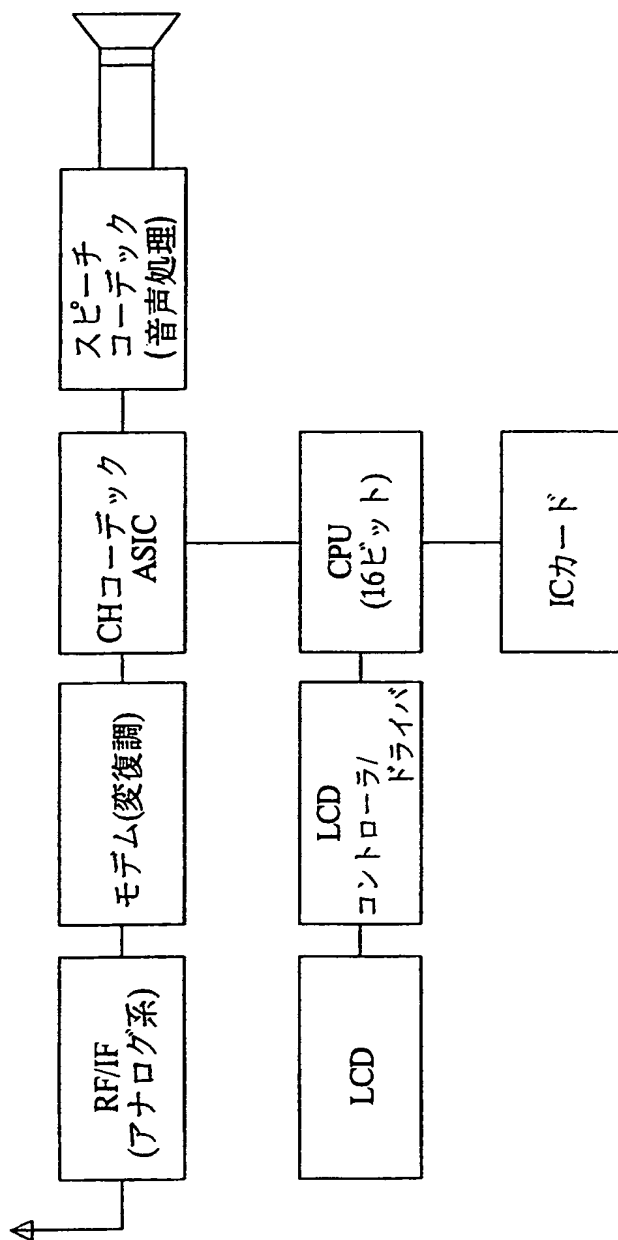 RF/IF
(アナログ系)
モデム(変復調)
CHコーデック
ASIC
スピーチ
コーデック
(音声処理)
LCD
LCD
コントローラ/
ドライバ
CPU
(16ビット)
ICカード